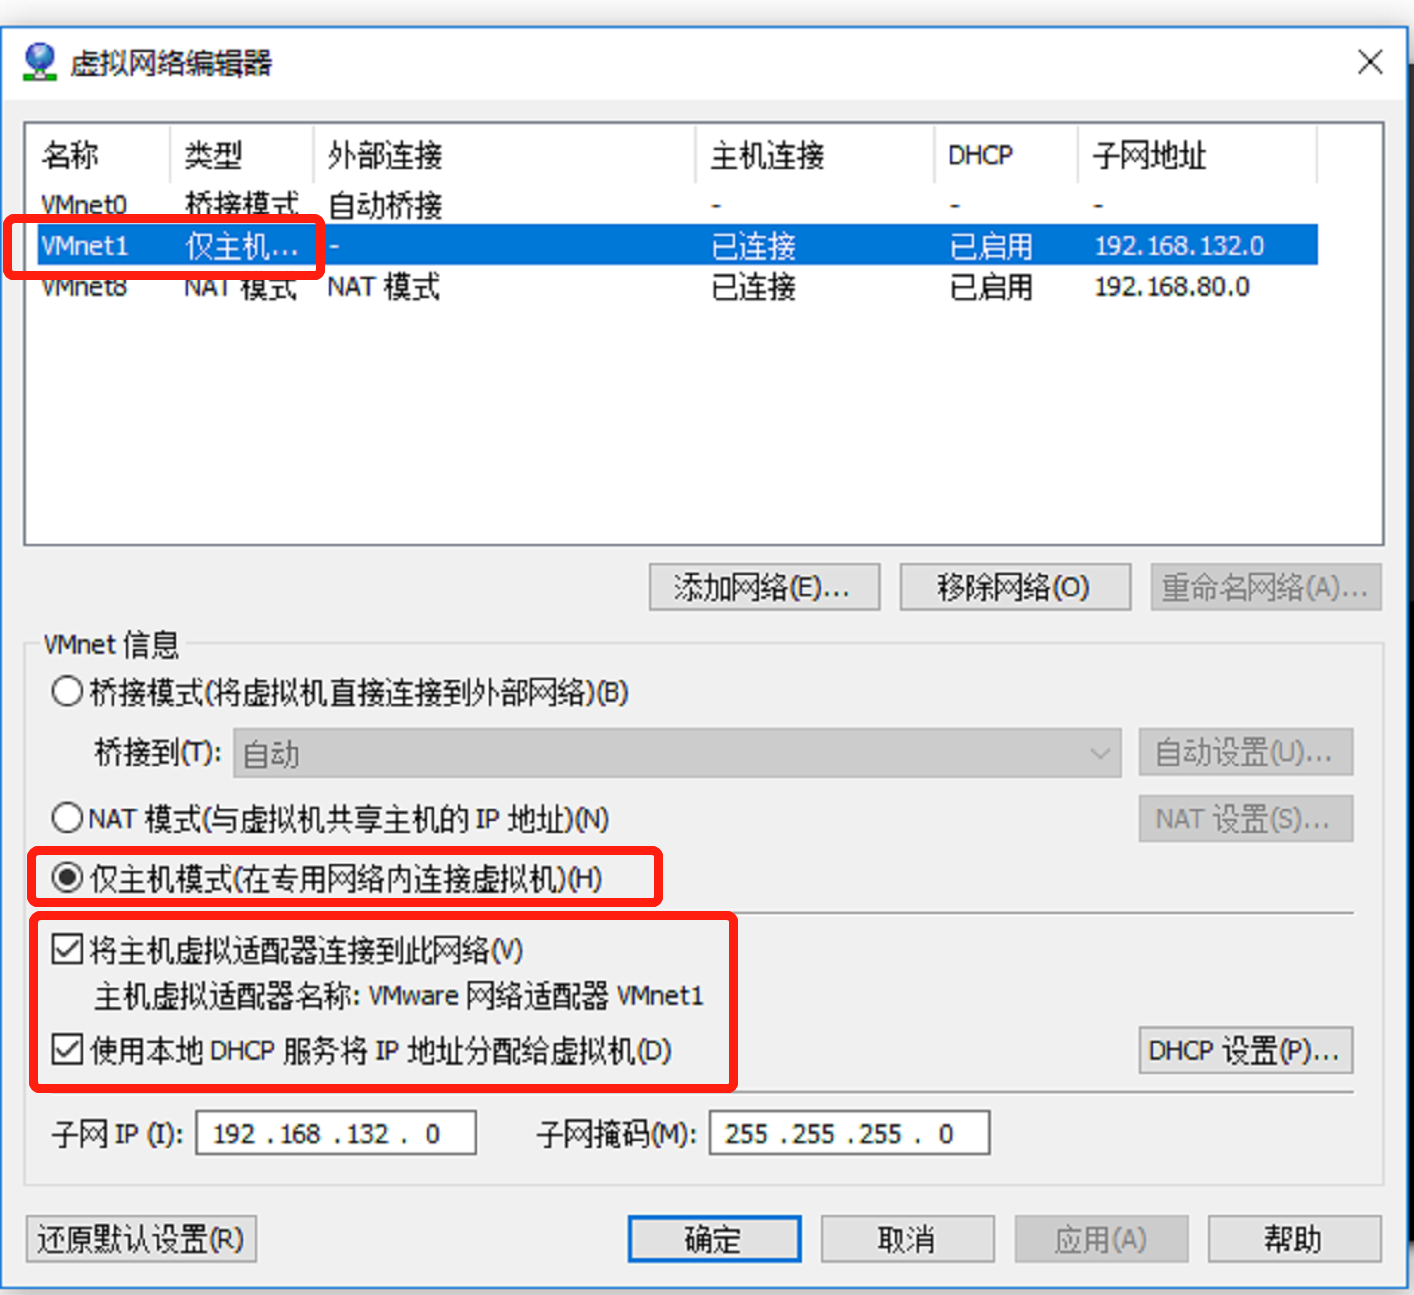 虚拟网络编辑器
名称 类型 外部连接 主机连接 DHCP 子网地址
VMnet0 桥接模式 自动桥接 - - -
VMnet1 仅主机... - 已连接 已启用 192.168.132.0
VMnet8 NAT 模式 NAT 模式 已连接 已启用 192.168.80.0
添加网络(E)... 移除网络(O) 重命名网络(A)...
VMnet 信息
桥接模式(将虚拟机直接连接到外部网络)(B)
桥接到(T): 自动 自动设置(U)...
NAT 模式(与虚拟机共享主机的 IP 地址)(N) NAT 设置(S)...
仅主机模式(在专用网络内连接虚拟机)(H)
将主机虚拟适配器连接到此网络(V)
主机虚拟适配器名称: VMware 网络适配器 VMnet1
使用本地 DHCP 服务将 IP 地址分配给虚拟机(D) DHCP 设置(P)...
子网 IP (I): 192 .168 .132 . 0 子网掩码(M): 255 .255 .255 . 0
还原默认设置(R) 确定 取消 应用(A) 帮助